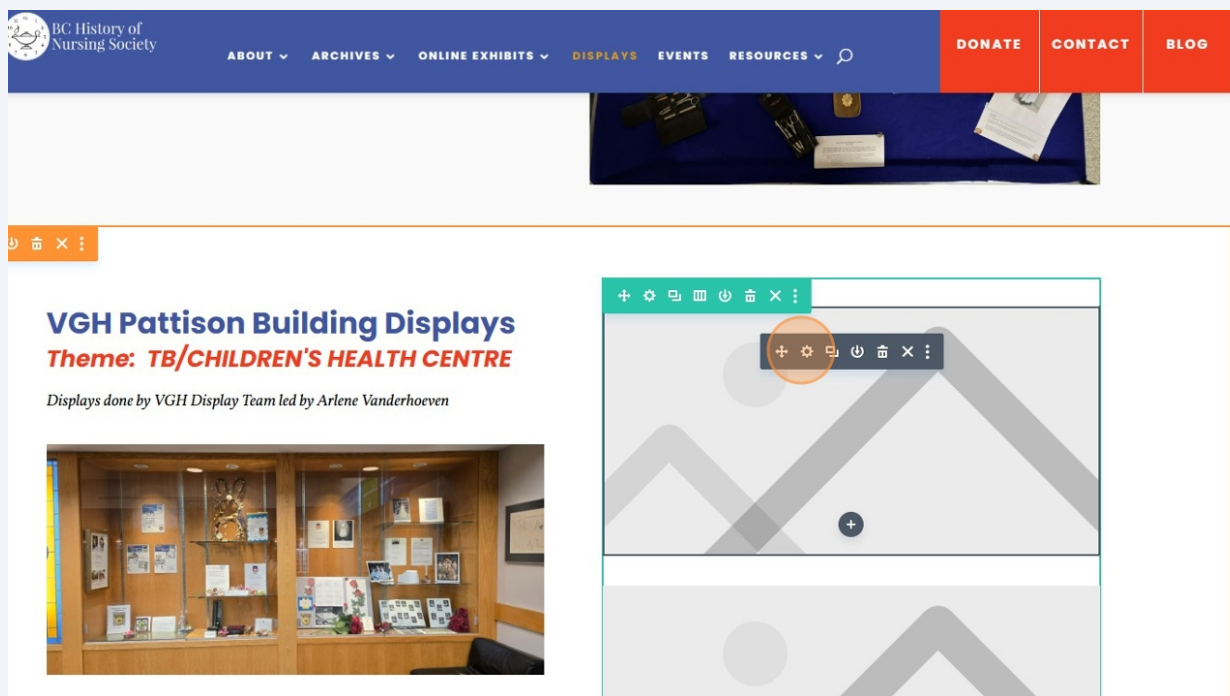 BC History of
Nursing Society
ABOUT
ARCHIVES
ONLINE EXHIBITS
DISPLAYS
EVENTS
RESOURCES
DONATE
CONTACT
BLOG
VGH Pattison Building Displays
Theme: TB/CHILDREN'S HEALTH CENTRE
Displays done by VGH Display Team led by Arlene Vanderhoeven